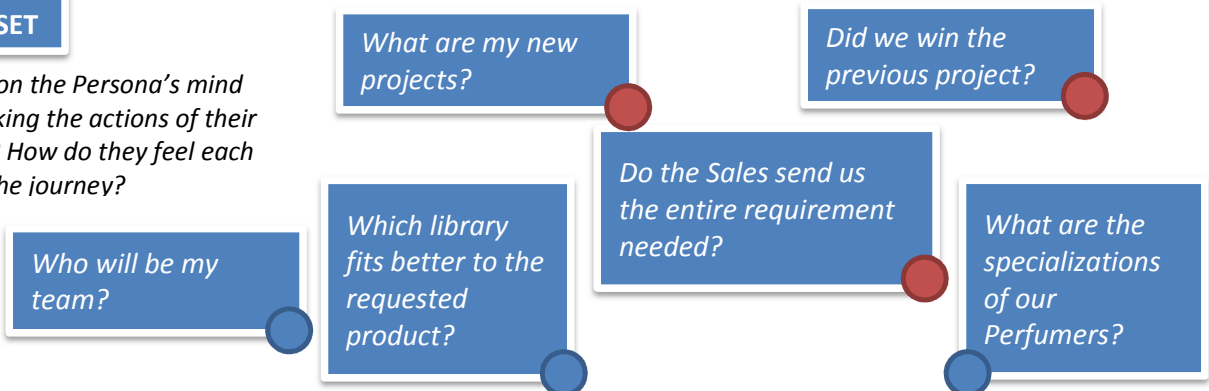 SET
on the Persona's mind
king the actions of their
How do they feel each
he journey?
What are my new
projects?
Did we win the
previous project?
Do the Sales send us
the entire requirement
needed?
Who will be my
team?
Which library
fits better to the
requested
product?
What are the
specializations
of our
Perfumers?